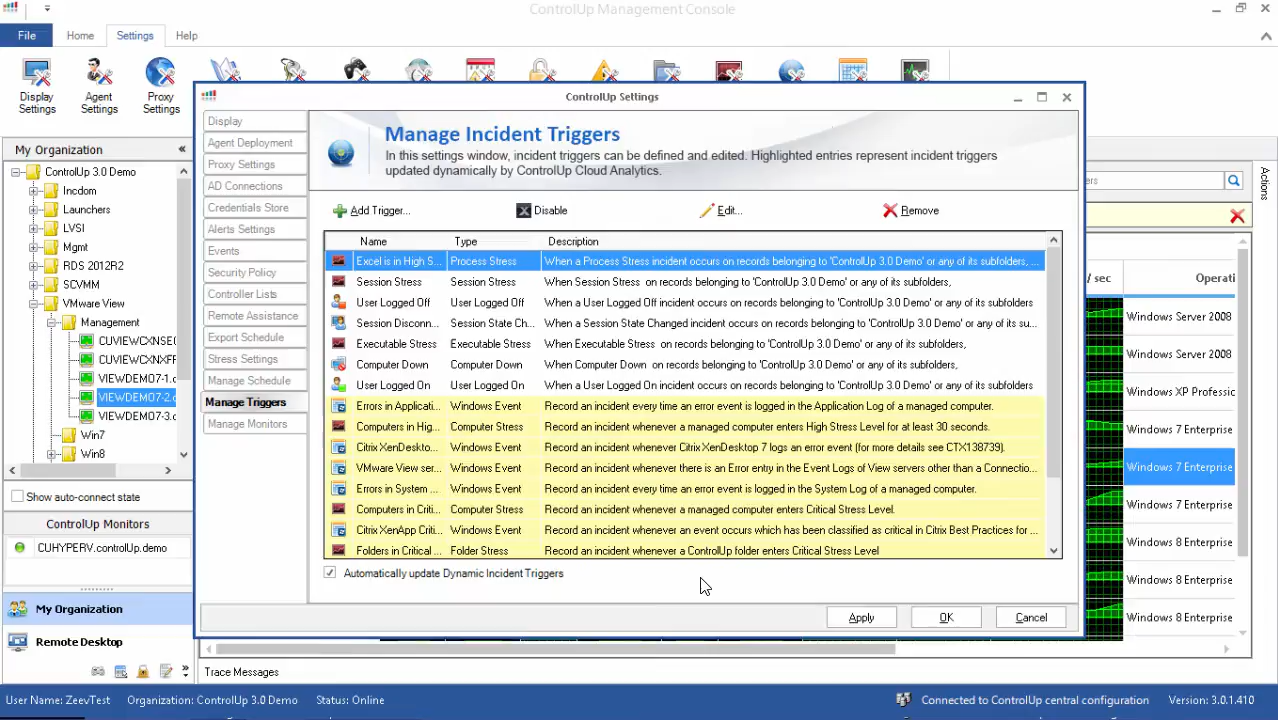 ControlUp Management Console
File
Home
Settings
Help
Display
Settings
Agent
Settings
Proxy
Settings
My Organization
ControlUp 3.0 Demo
Incdom
Launchers
LVSI
Mgmt
RDS 2012R2
SCVMM
VMware View
Management
CUVIEWCXNSE
CUVIEWCXNXFF
VIEWDEMO7-1.
VIEWDEMO7-2.
VIEWDEMO7-3.
Win7
Win8
Show auto-connect state
ControlUp Monitors
CUHYPERV.controlUp.demo
My Organization
Remote Desktop
ControlUp Settings
Display
Agent Deployment
Proxy Settings
AD Connections
Credentials Store
Alerts Settings
Events
Security Policy
Controller Lists
Remote Assistance
Export Schedule
Stress Settings
Manage Schedule
Manage Triggers
Manage Monitors
Manage Incident Triggers
In this settings window, incident triggers can be defined and edited. Highlighted entries represent incident triggers
updated dynamically by ControlUp Cloud Analytics.
Add Trigger...
Disable
Edit...
Remove
Name Type Description
Excel is in High S... Process Stress When a Process Stress incident occurs on records belonging to 'ControlUp 3.0 Demo' or any of its subfolders, ...
Session Stress Session Stress When Session Stress on records belonging to 'ControlUp 3.0 Demo' or any of its subfolders,
User Logged Off User Logged Off When a User Logged Off incident occurs on records belonging to 'ControlUp 3.0 Demo' or any of its subfolders
Session Disconn... Session State Ch... When a Session State Changed incident occurs on records belonging to 'ControlUp 3.0 Demo' or any of its su...
Executable Stress Executable Stress When Executable Stress on records belonging to 'ControlUp 3.0 Demo' or any of its subfolders,
Computer Down Computer Down When Computer Down on records belonging to 'ControlUp 3.0 Demo' or any of its subfolders,
User Logged On User Logged On When a User Logged On incident occurs on records belonging to 'ControlUp 3.0 Demo' or any of its subfolders
Errors in Applicati... Windows Event Record an incident every time an error event is logged in the Application Log of a managed computer.
Computers in Hig... Computer Stress Record an incident whenever a managed computer enters High Stress Level for at least 30 seconds.
Citrix XenDeskto... Windows Event Record an incident whenever Citrix XenDesktop 7 logs an error event (for more details see CTX138739).
VMware View ser... Windows Event Record an incident whenever there is an Error entry in the Event Logs of View servers other than a Connectio...
Errors in System ... Windows Event Record an incident every time an error event is logged in the System Log of a managed computer.
Computers in Criti... Computer Stress Record an incident whenever a managed computer enters Critical Stress Level.
Citrix XenApp Criti... Windows Event Record an incident whenever an event occurs which has been classified as critical in Citrix Best Practices for ...
Folders in Critical ... Folder Stress Record an incident whenever a ControlUp folder enters Critical Stress Level
Automatically update Dynamic Incident Triggers
Apply
OK
Cancel
Actions
ers
/ sec
Operati
Windows Server 2008
Windows Server 2008
Windows XP Professic
Windows 7 Enterprise
Windows 7 Enterprise
Windows 7 Enterprise
Windows 8 Enterprise
Windows 8 Enterprise
Windows 8 Enterprise
Trace Messages
User Name: ZeevTest
Organization: ControlUp 3.0 Demo
Status: Online
Connected to ControlUp central configuration
Version: 3.0.1.410